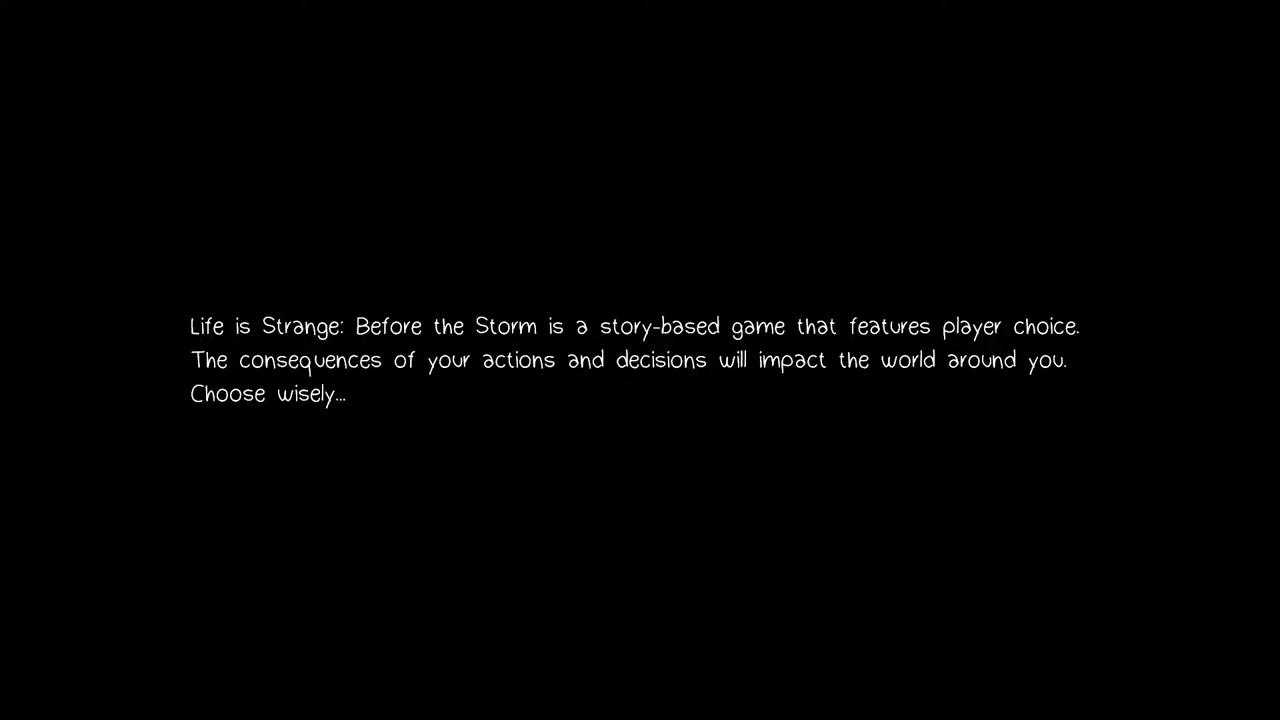 Life is Strange: Before the Storm is a story-based game that features player choice.
The consequences of your actions and decisions will impact the world around you.
Choose wisely...